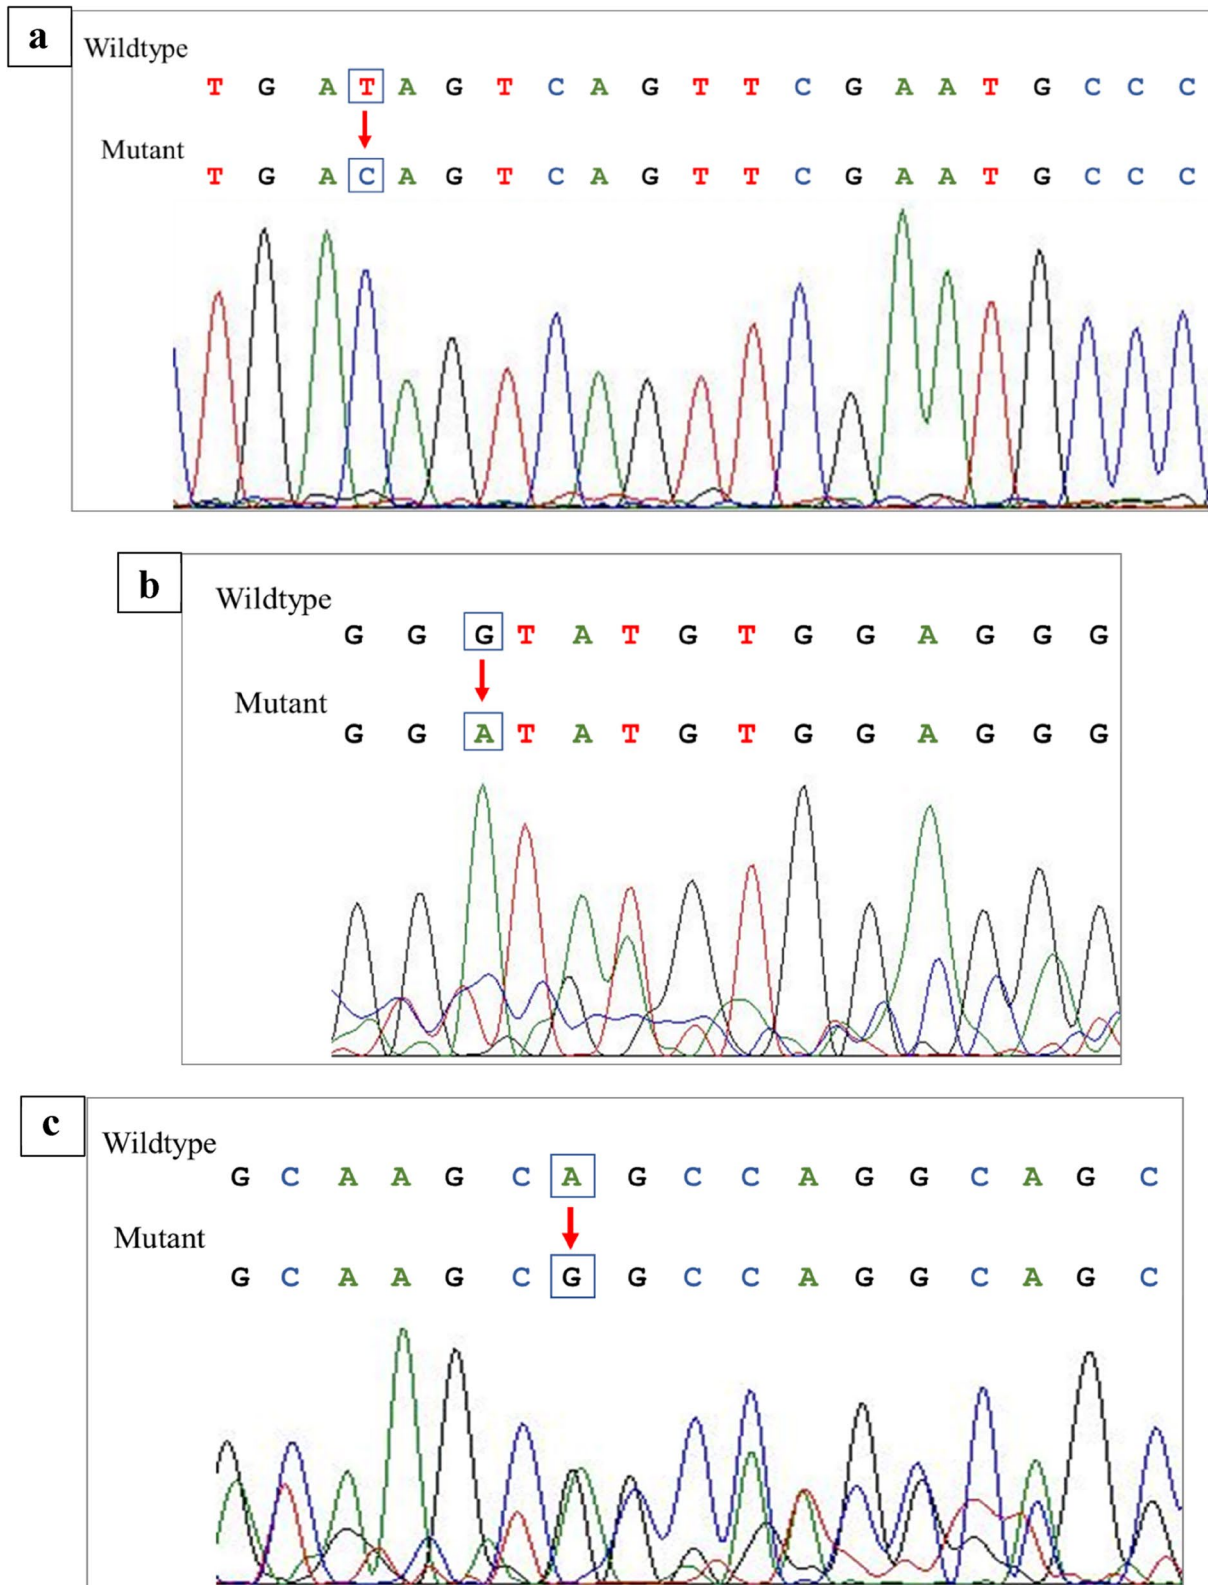 a
Wildtype
T G A T A G T C A G T T C G A A T G C C C
Mutant
T G A C A G T C A G T T C G A A T G C C C
b
Wildtype
G G G T A T G T G G A G G G
Mutant
G G A T A T G T G G A G G G
c
Wildtype
G C A A G C A G C C A G G C A G C
Mutant
G C A A G C G G C C A G G C A G C